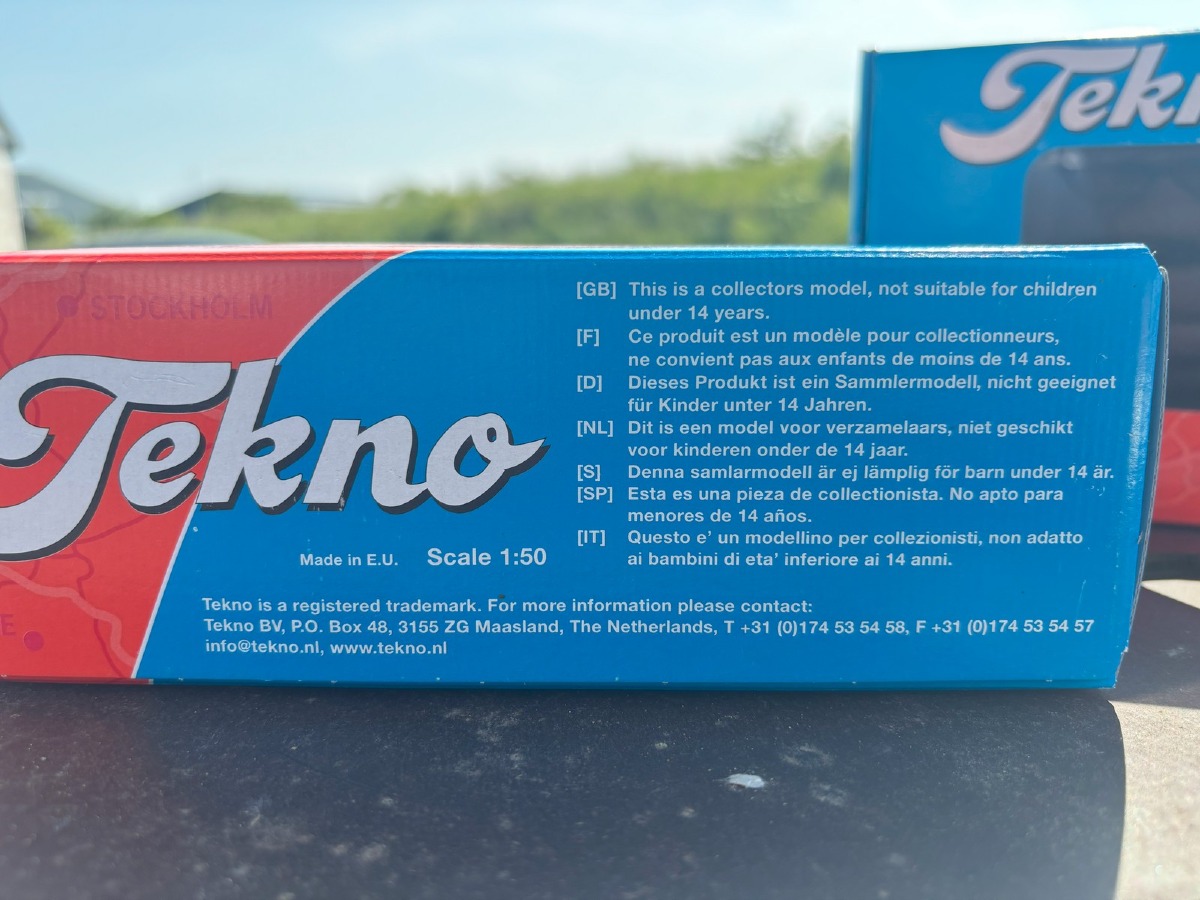 STOCKHOLM
Tekno
[GB] This is a collectors model, not suitable for children
under 14 years.
[F] Ce produit est un modèle pour collectionneurs,
ne convient pas aux enfants de moins de 14 ans.
[D] Dieses Produkt ist ein Sammlermodell, nicht geeignet
für Kinder unter 14 Jahren.
[NL] Dit is een model voor verzamelaars, niet geschikt
voor kinderen onder de 14 jaar.
[S] Denna samlarmodell är ej lämplig för barn under 14 år.
[SP] Esta es una pieza de collectionista. No apto para
menores de 14 años.
[IT] Questo e' un modellino per collezionisti, non adatto
ai bambini di eta' inferiore ai 14 anni.
Made in E.U. Scale 1:50
Tekno is a registered trademark. For more information please contact:
Tekno BV, P.O. Box 48, 3155 ZG Maasland, The Netherlands, T +31 (0)174 53 54 58, F +31 (0)174 53 54 57
info@tekno.nl, www.tekno.nl